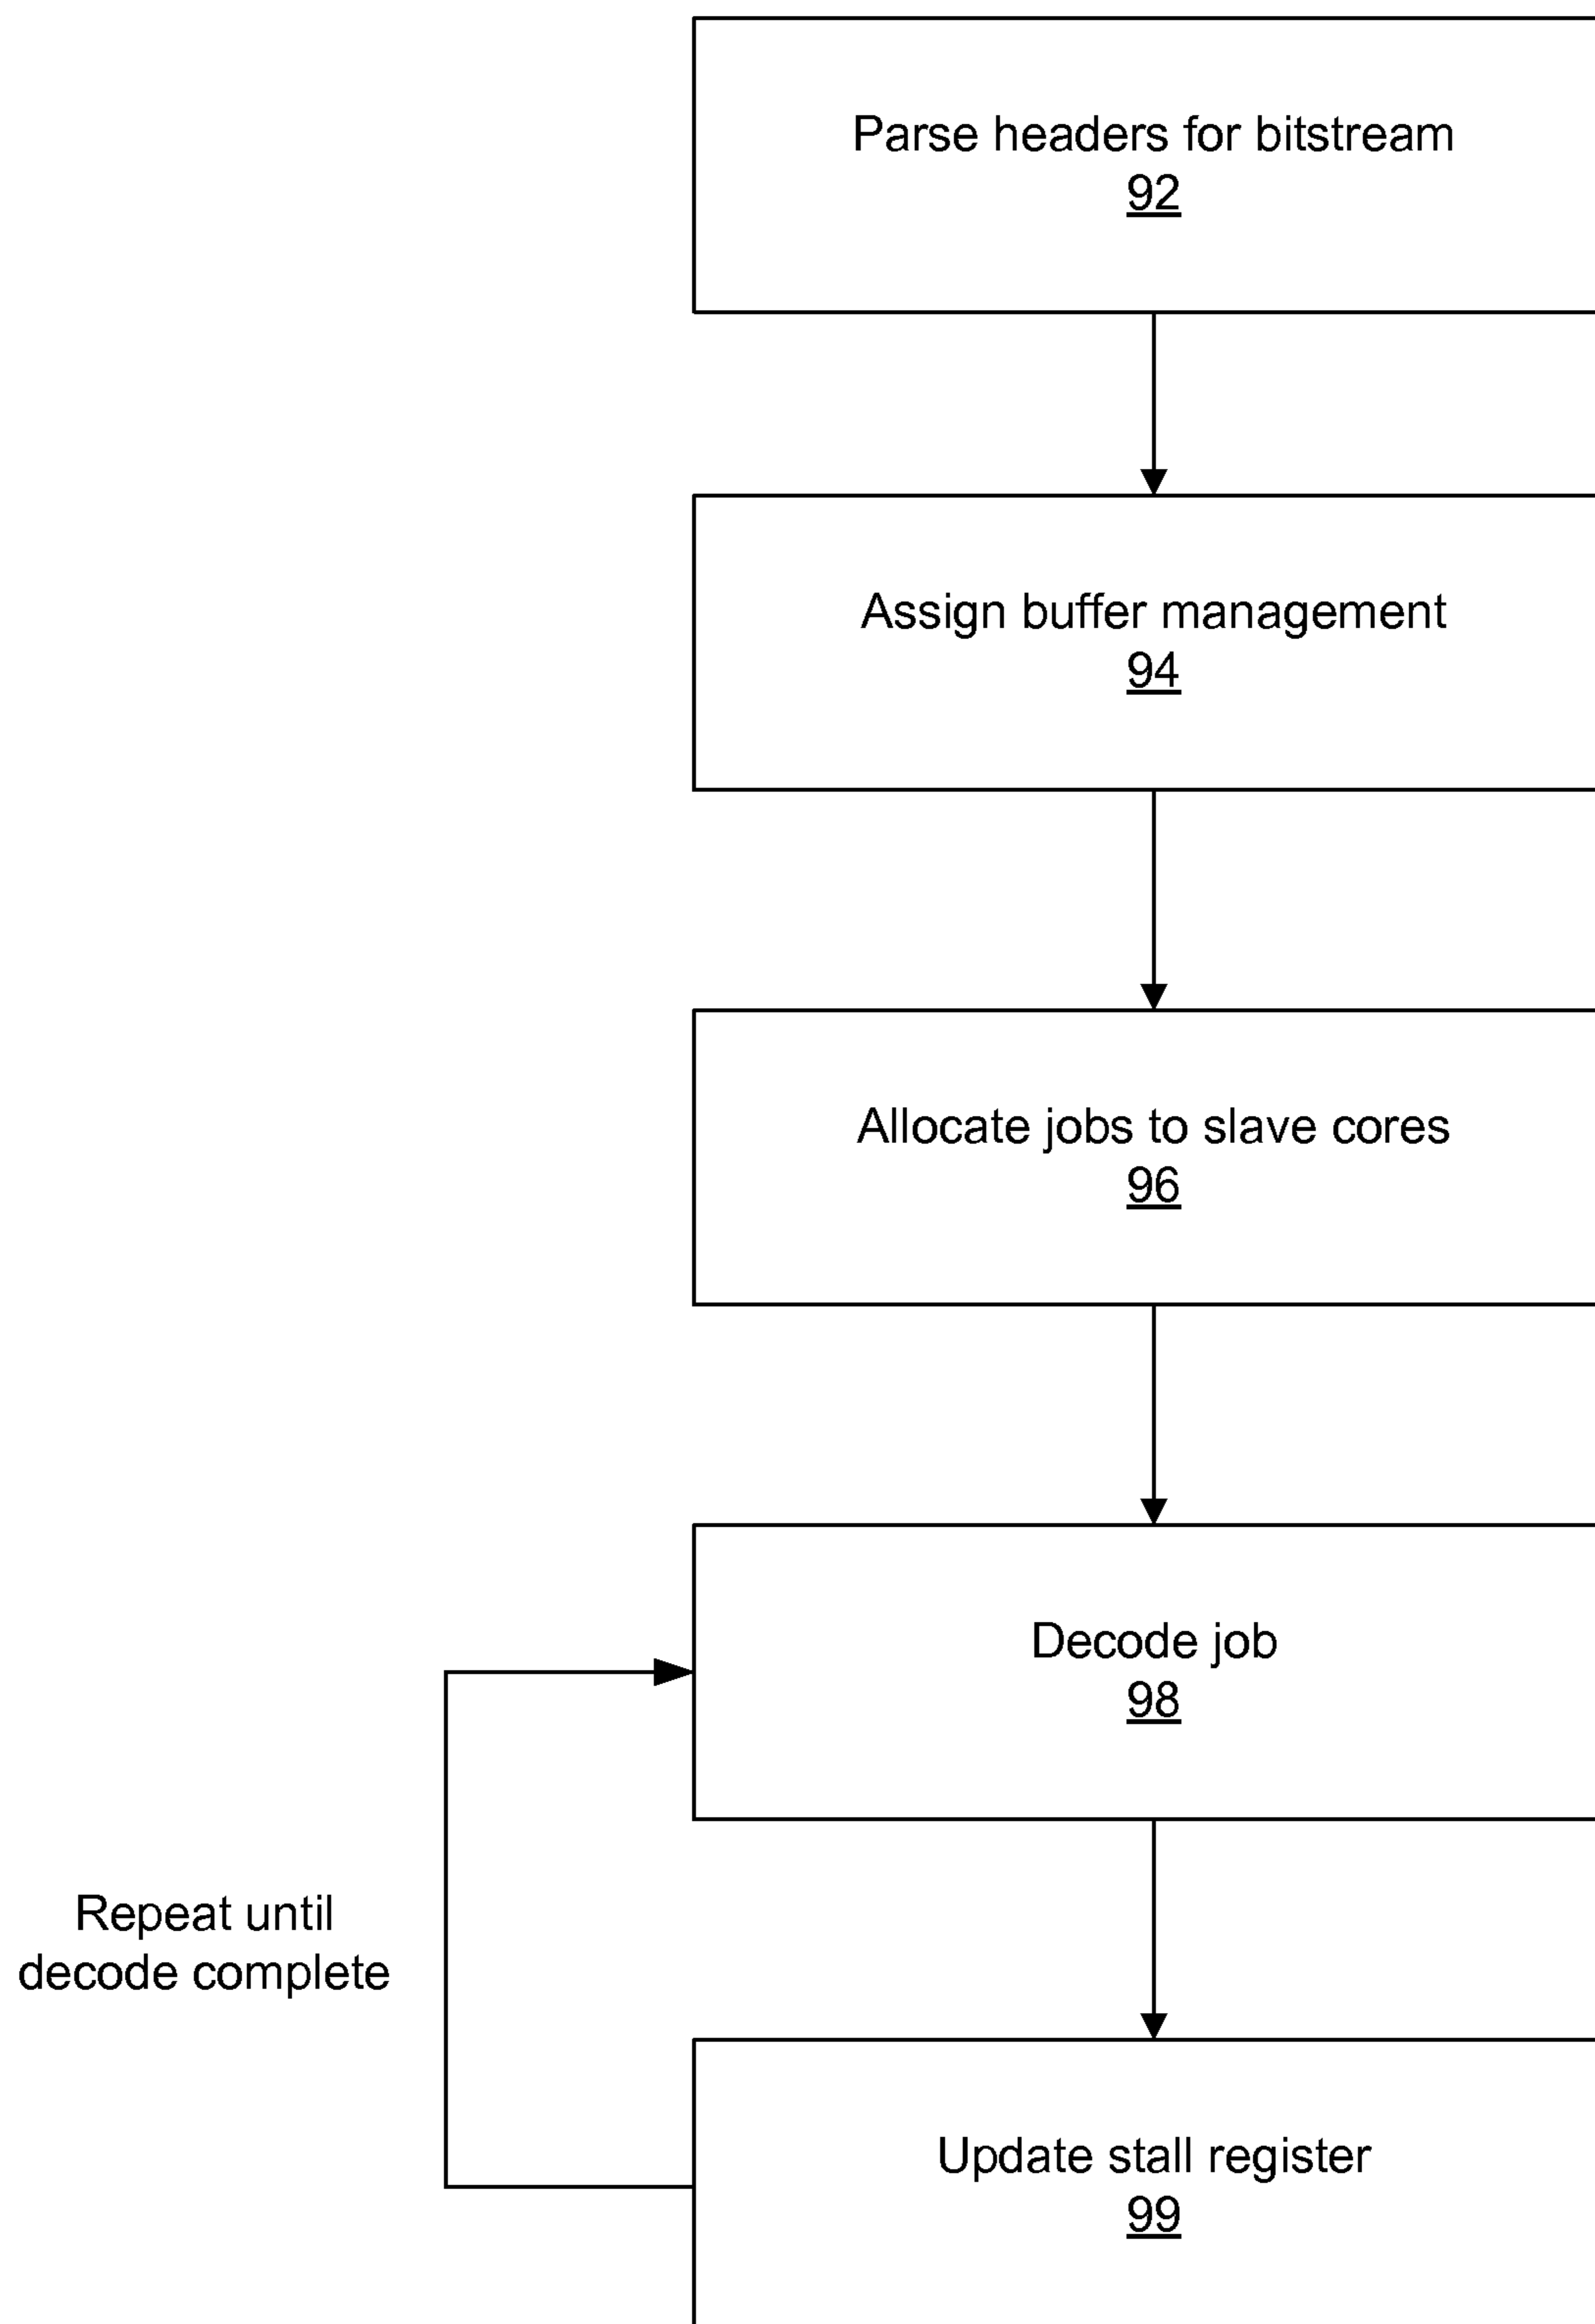 Parse headers for bitstream
92
Assign buffer management
94
Allocate jobs to slave cores
96
Decode job
98
Repeat until
decode complete
Update stall register
99